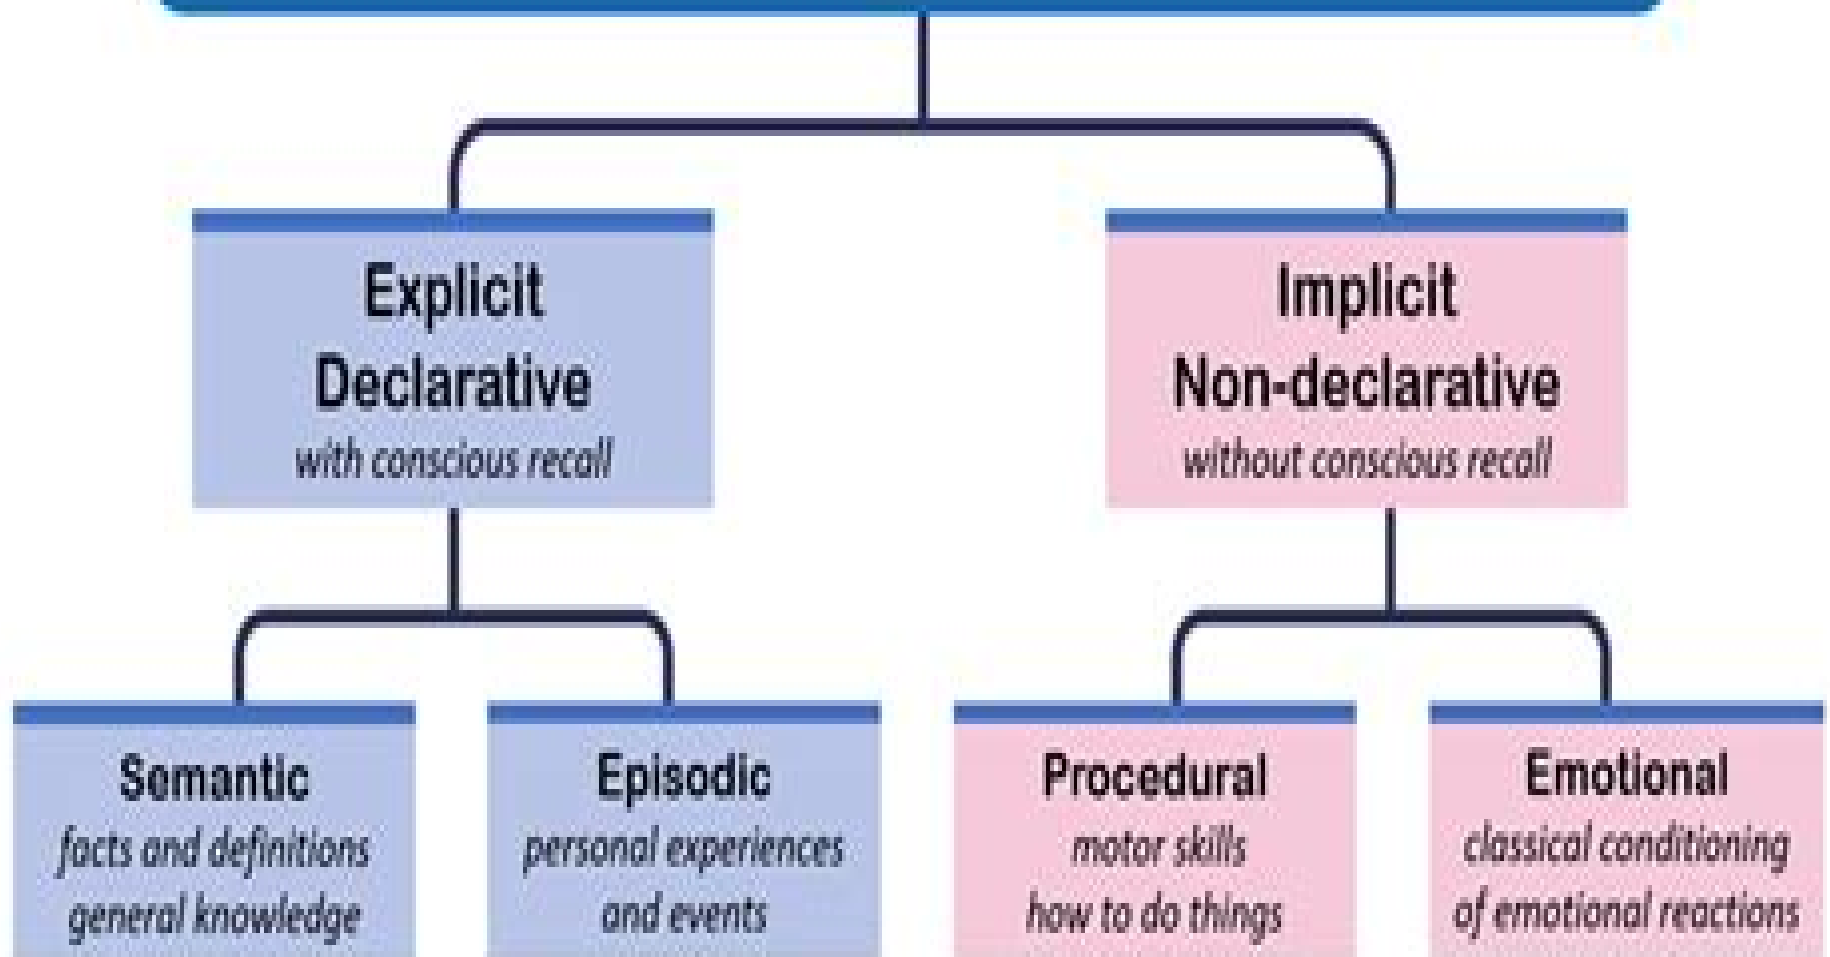 Explicit
Declarative
with conscious recall
Implicit
Non-declarative
without conscious recall
Semantic
facts and definitions
general knowledge
Episodic
personal experiences
and events
Procedural
motor skills
how to do things
Emotional
classical conditioning
of emotional reactions